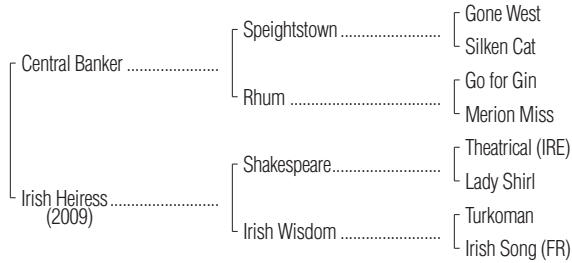 Gone West
Speightstown
Silken Cat
Central Banker
Go for Gin
Rhum
Merion Miss
Theatrical (IRE)
Shakespeare
Lady Shirl
Irish Heiress
(2009)
Turkoman
Irish Wisdom
Irish Song (FR)